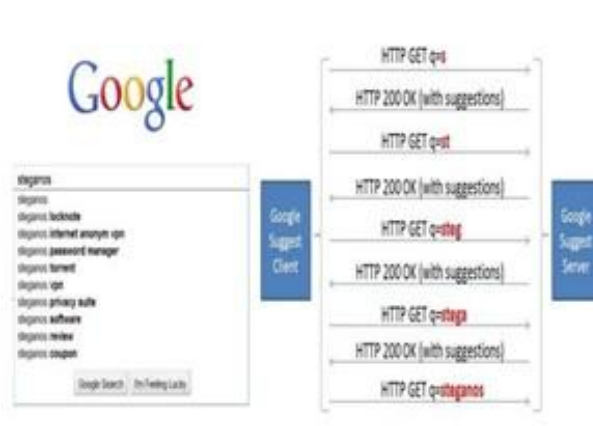 Google
steganos
steganos
steganos locknote
steganos internet anonym vpn
steganos password manager
steganos torrent
steganos vpn
steganos privacy suite
steganos software
steganos review
steganos coupon
Google Search I'm Feeling Lucky
Google
Suggest
Client
HTTP GET q=s
HTTP 200 OK (with suggestions)
HTTP GET q=st
HTTP 200 OK (with suggestions)
HTTP GET q=steg
HTTP 200 OK (with suggestions)
HTTP GET q=stega
HTTP 200 OK (with suggestions)
HTTP GET q=steganos
Google
Suggest
Server